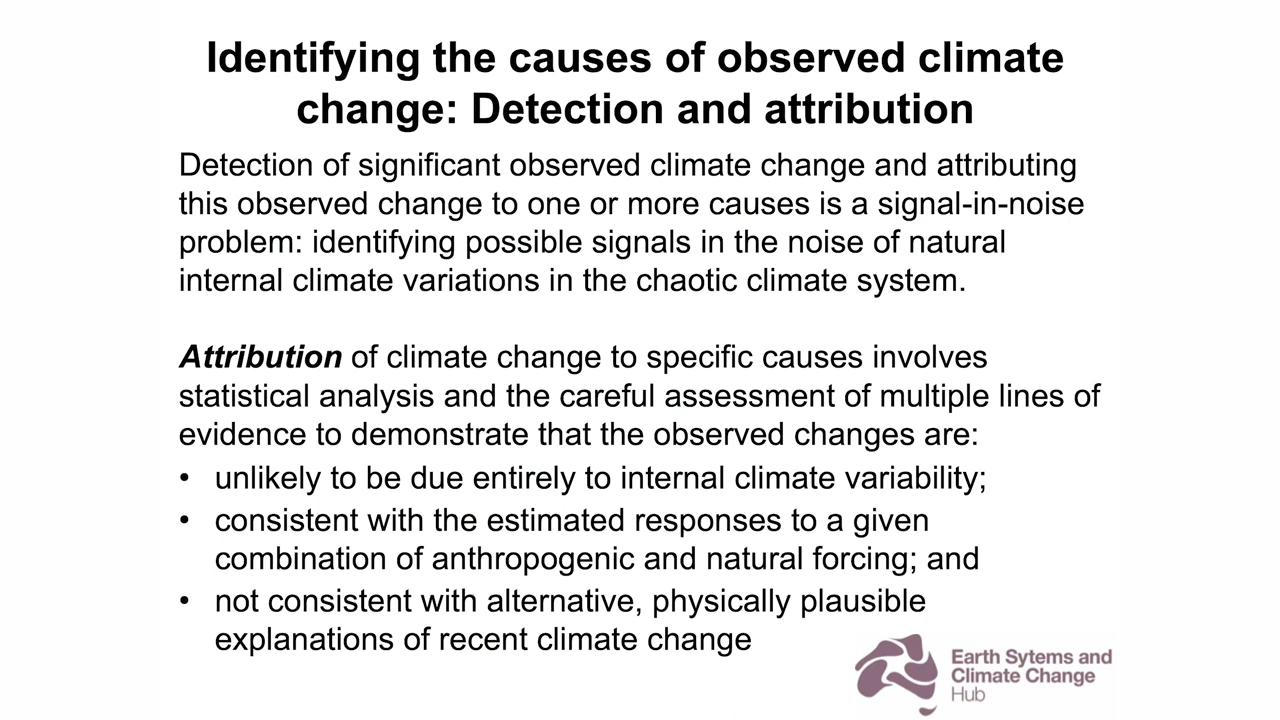 Identifying the causes of observed climate
change: Detection and attribution
Detection of significant observed climate change and attributing
this observed change to one or more causes is a signal-in-noise
problem: identifying possible signals in the noise of natural
internal climate variations in the chaotic climate system.
Attribution of climate change to specific causes involves
statistical analysis and the careful assessment of multiple lines of
evidence to demonstrate that the observed changes are:
• unlikely to be due entirely to internal climate variability;
• consistent with the estimated responses to a given
combination of anthropogenic and natural forcing; and
• not consistent with alternative, physically plausible
explanations of recent climate change
Earth Sytems and
Climate Change
Hub